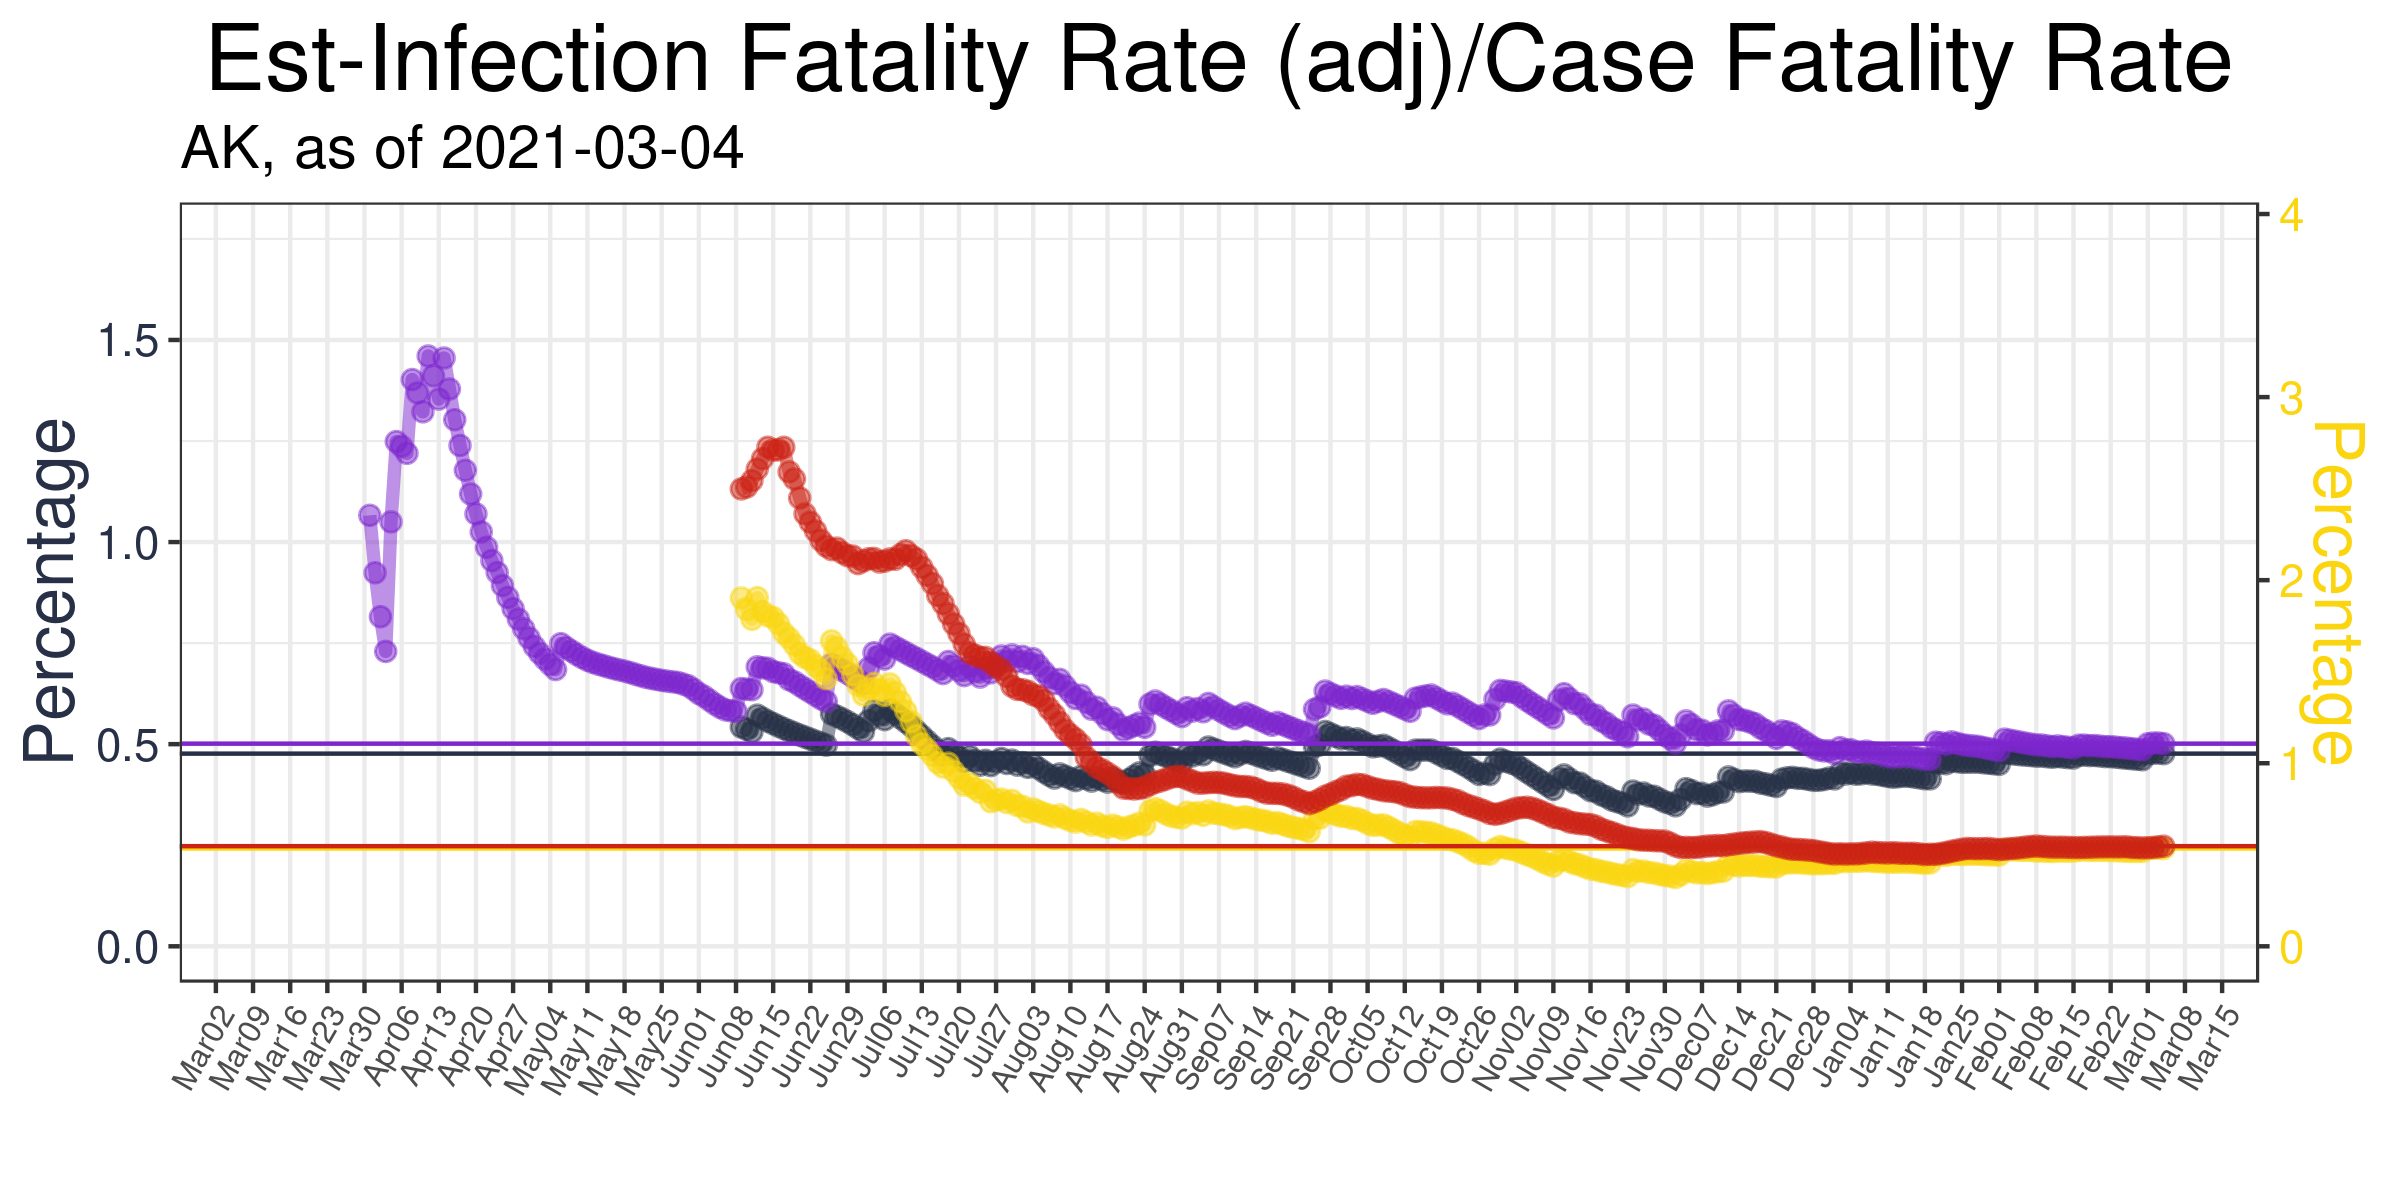 Est-Infection Fatality Rate (adj)/Case Fatality Rate
AK, as of 2021-03-04
Percentage
1.5
1.0
0.5
0.0
4
3
2
1
0
Percentage
Mar02
Mar09
Mar16
Mar23
Mar30
Apr06
Apr13
Apr20
Apr27
May04
May11
May18
May25
Jun01
Jun08
Jun15
Jun22
Jun29
Jul06
Jul13
Jul20
Jul27
Aug03
Aug10
Aug17
Aug24
Aug31
Sep07
Sep14
Sep21
Sep28
Oct05
Oct12
Oct19
Oct26
Nov02
Nov09
Nov16
Nov23
Nov30
Dec07
Dec14
Dec21
Dec28
Jan04
Jan11
Jan18
Jan25
Feb01
Feb08
Feb15
Feb22
Mar01
Mar08
Mar15